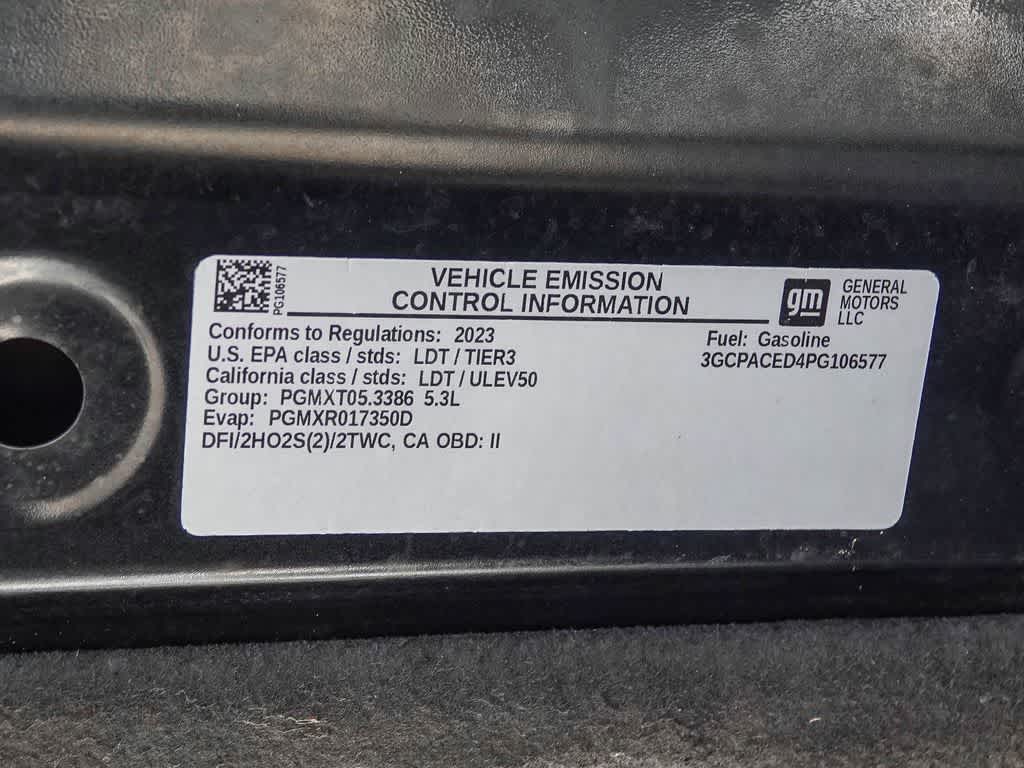 PG106577
VEHICLE EMISSION
CONTROL INFORMATION
gm
GENERAL
MOTORS
LLC
Conforms to Regulations: 2023
U.S. EPA class / stds: LDT / TIER3
California class / stds: LDT / ULEV50
Group: PGMXT05.3386 5.3L
Evap: PGMXR017350D
DFI/2HO2S(2)/2TWC, CA OBD: II
Fuel: Gasoline
3GCPACED4PG106577